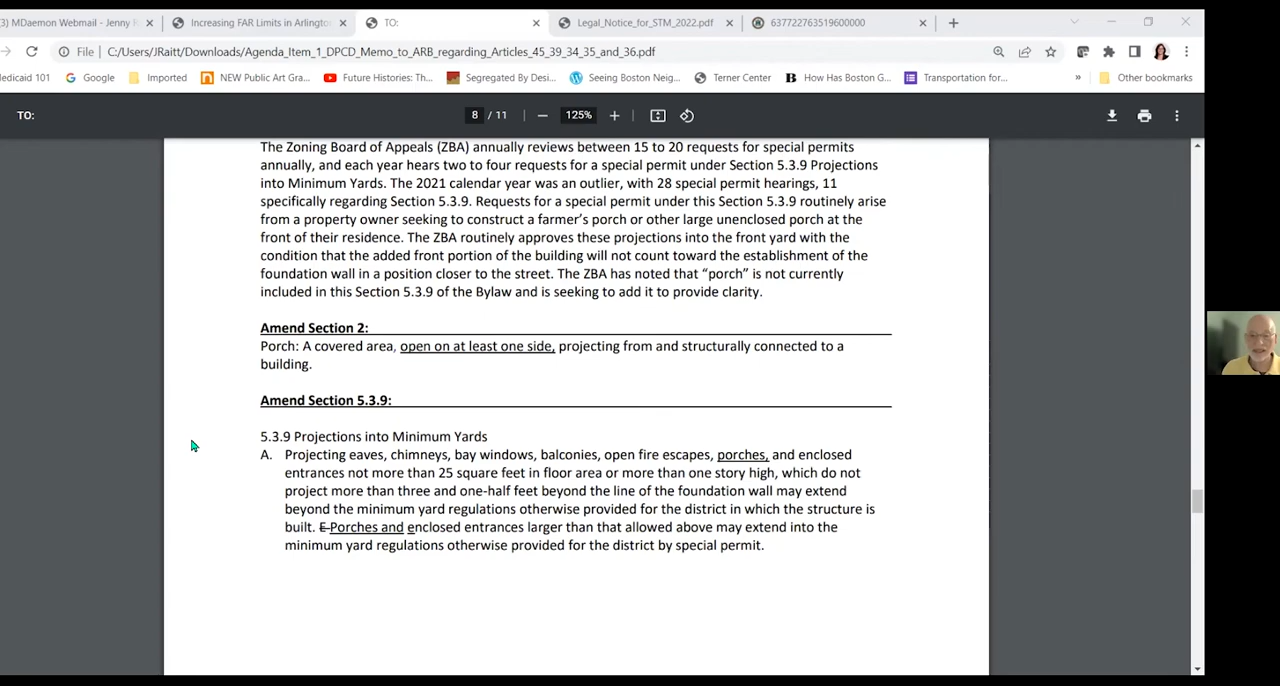 3) MDaemon Webmail - Jenny R
Increasing FAR Limits in Arlingto
TO:
Legal_Notice_for_STM_2022.pdf
637722763519600000
File
C:/Users/JRaitt/Downloads/Agenda_Item_1_DPCD_Memo_to_ARB_regarding_Articles_45_39_34_35_and_36.pdf
edicaid 101
Google
Imported
NEW Public Art Gra...
Future Histories: Th...
Segregated By Desi...
Seeing Boston Neig...
Terner Center
How Has Boston G...
Transportation for...
»
Other bookmarks
TO:
8 / 11
125%
The Zoning Board of Appeals (ZBA) annually reviews between 15 to 20 requests for special permits
annually, and each year hears two to four requests for a special permit under Section 5.3.9 Projections
into Minimum Yards. The 2021 calendar year was an outlier, with 28 special permit hearings, 11
specifically regarding Section 5.3.9. Requests for a special permit under this Section 5.3.9 routinely arise
from a property owner seeking to construct a farmer's porch or other large unenclosed porch at the
front of their residence. The ZBA routinely approves these projections into the front yard with the
condition that the added front portion of the building will not count toward the establishment of the
foundation wall in a position closer to the street. The ZBA has noted that “porch” is not currently
included in this Section 5.3.9 of the Bylaw and is seeking to add it to provide clarity.
Amend Section 2:
Porch: A covered area, open on at least one side, projecting from and structurally connected to a
building.
Amend Section 5.3.9:
5.3.9 Projections into Minimum Yards
A. Projecting eaves, chimneys, bay windows, balconies, open fire escapes, porches, and enclosed
entrances not more than 25 square feet in floor area or more than one story high, which do not
project more than three and one-half feet beyond the line of the foundation wall may extend
beyond the minimum yard regulations otherwise provided for the district in which the structure is
built. E Porches and enclosed entrances larger than that allowed above may extend into the
minimum yard regulations otherwise provided for the district by special permit.